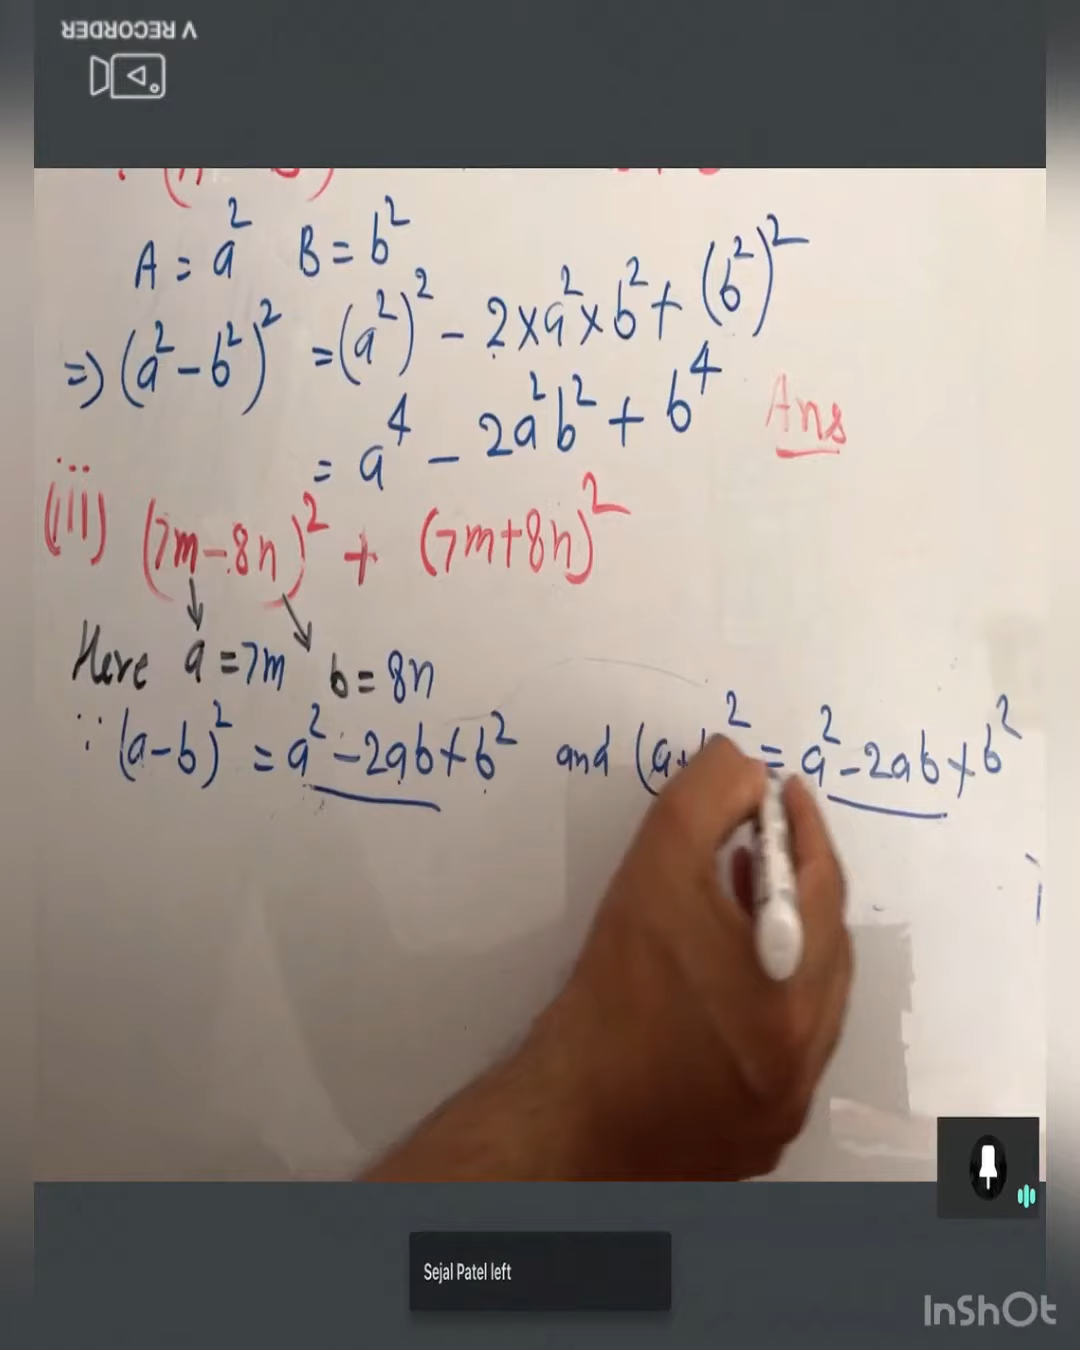 V RECORDER
A = a² B = b²
=> (a² - b²)² = (a²)² - 2×a²×b² + (b²)²
= a⁴ - 2a²b² + b⁴ Ans
(iii) (7m-8n)² + (7m+8n)²
Here a = 7m b = 8n
∵ (a-b)² = a² - 2ab + b² and (a+ )² = a² - 2ab + b²
Sejal Patel left
InShOt